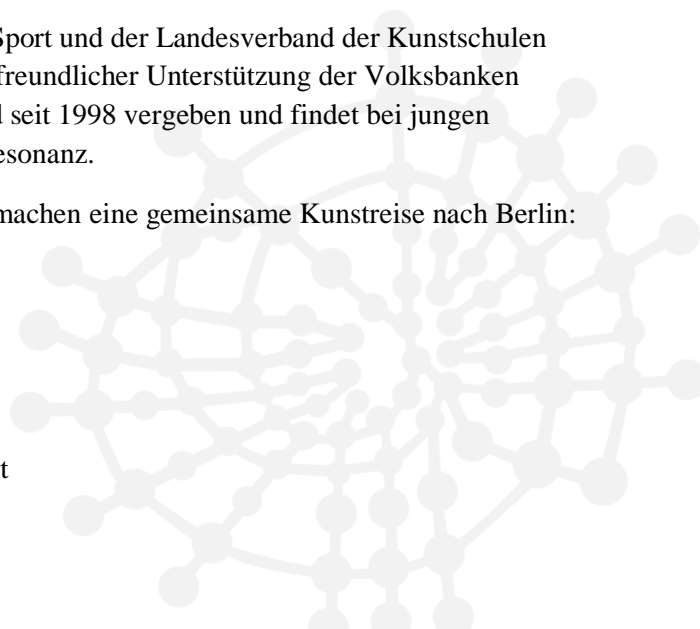 Sport und der Landesverband der Kunstschulen
freundlicher Unterstützung der Volksbanken
seit 1998 vergeben und findet bei jungen
machen eine gemeinsame Kunstreise nach Berlin: